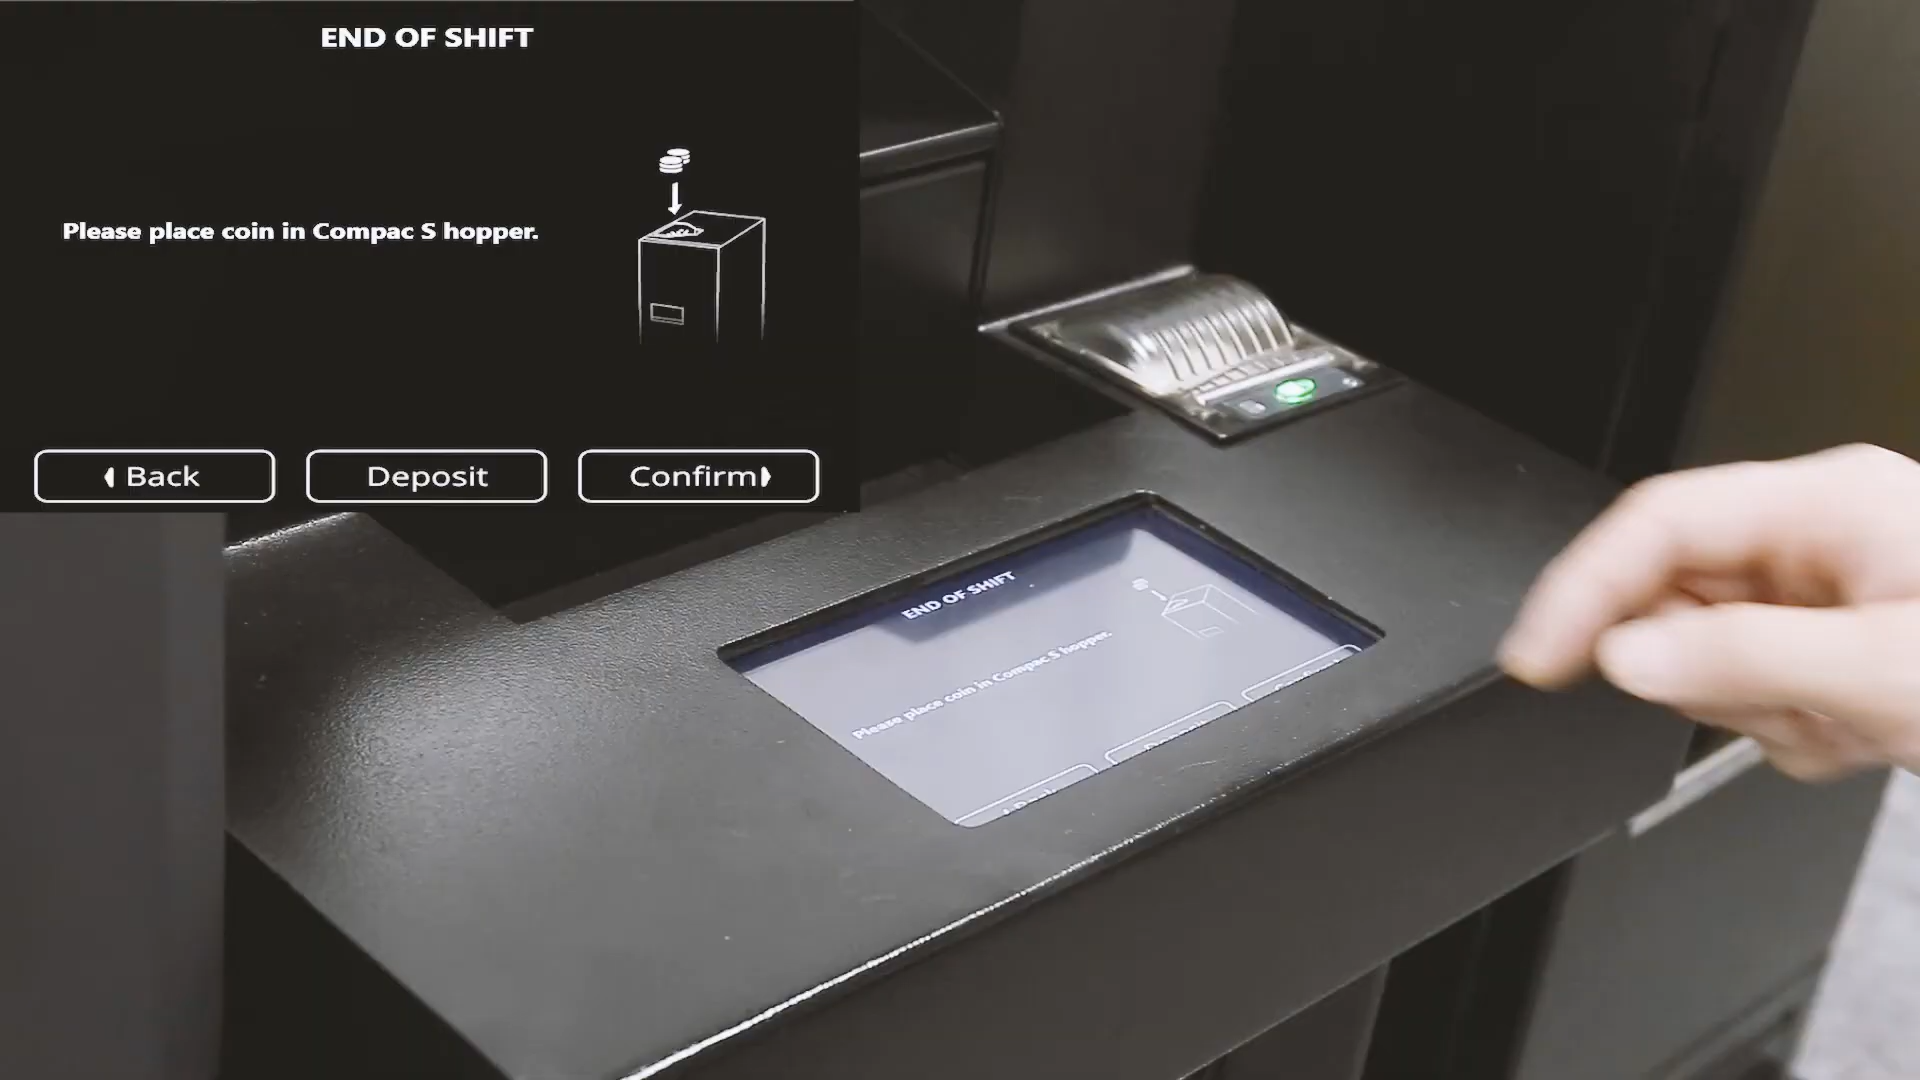 END OF SHIFT
Please place coin in Compac S hopper.
Back
Deposit
Confirm
END OF SHIFT
Please place coin in Compac S hopper.